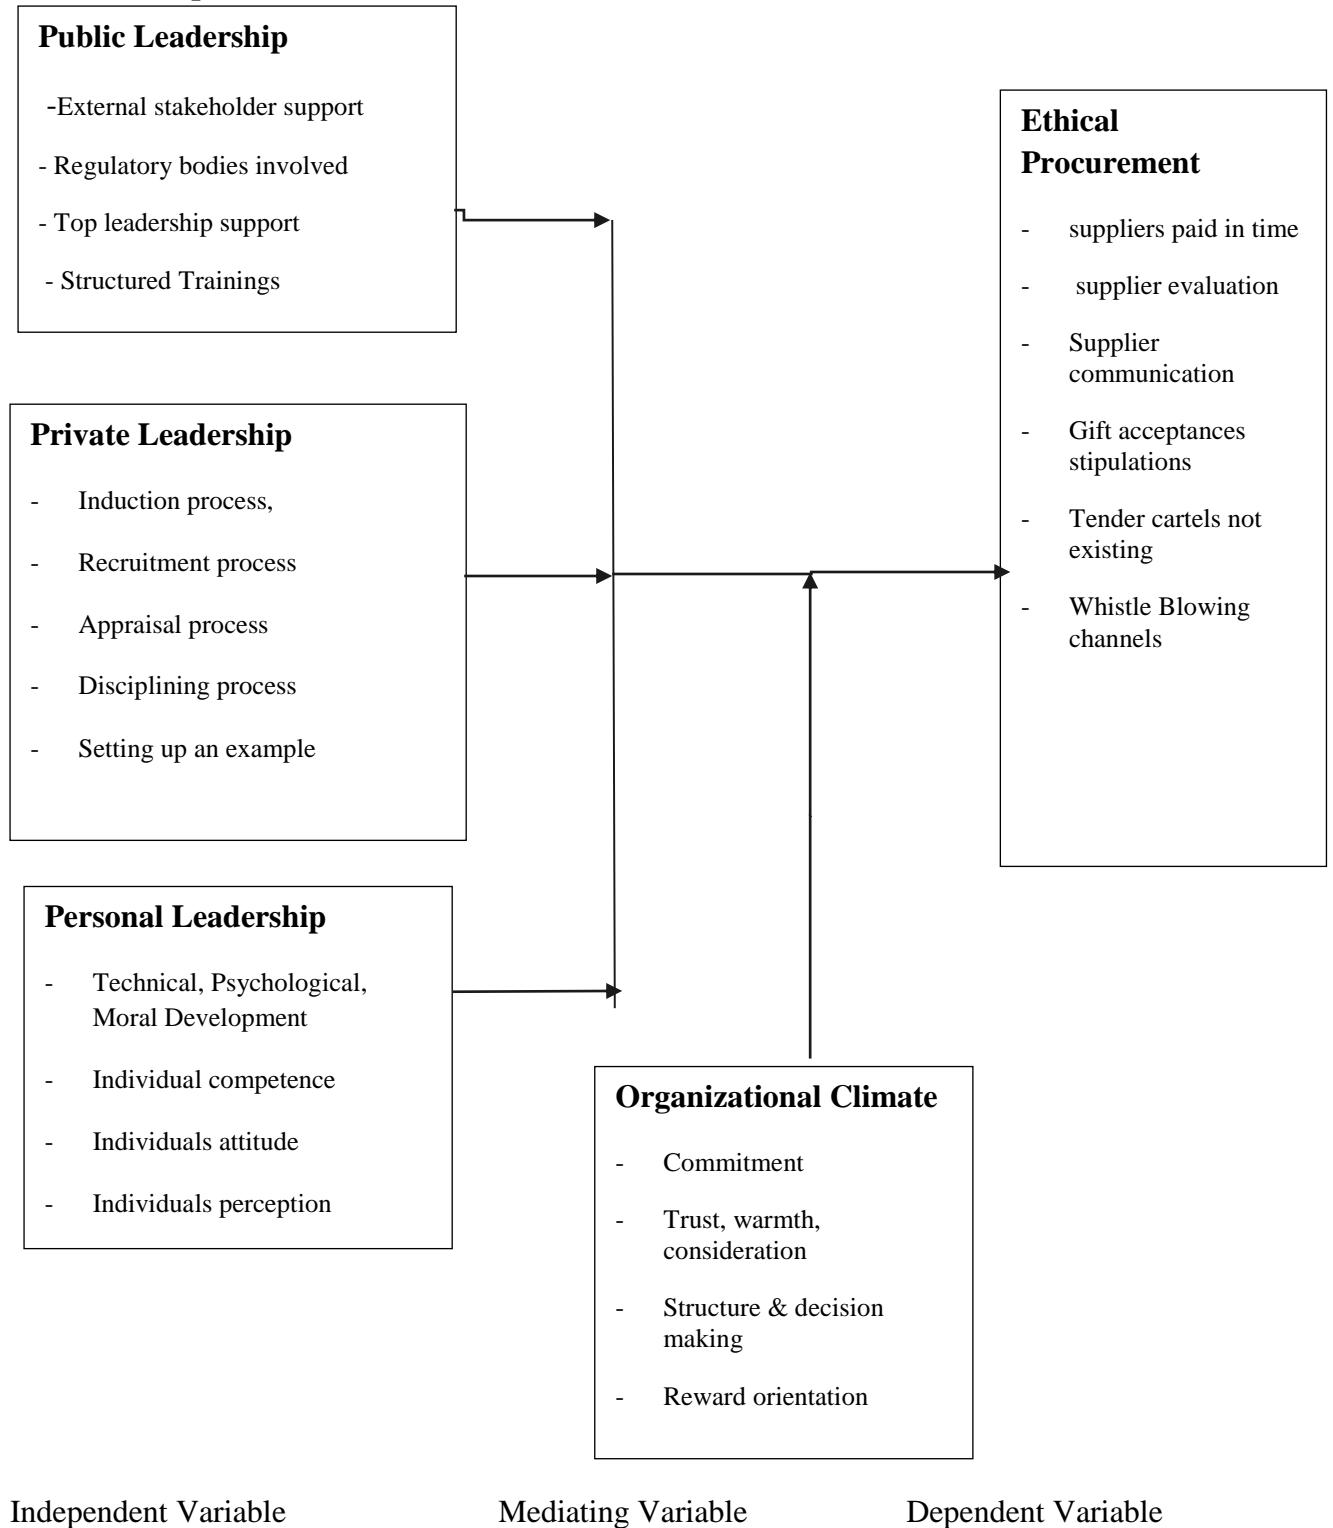 Public Leadership
-External stakeholder support
- Regulatory bodies involved
- Top leadership support
- Structured Trainings
Private Leadership
- Induction process,
- Recruitment process
- Appraisal process
- Disciplining process
- Setting up an example
Personal Leadership
- Technical, Psychological,
Moral Development
- Individual competence
- Individuals attitude
- Individuals perception
Organizational Climate
- Commitment
- Trust, warmth,
consideration
- Structure & decision
making
- Reward orientation
Ethical
Procurement
- suppliers paid in time
- supplier evaluation
- Supplier
communication
- Gift acceptances
stipulations
- Tender cartels not
existing
- Whistle Blowing
channels
Independent Variable
Mediating Variable
Dependent Variable